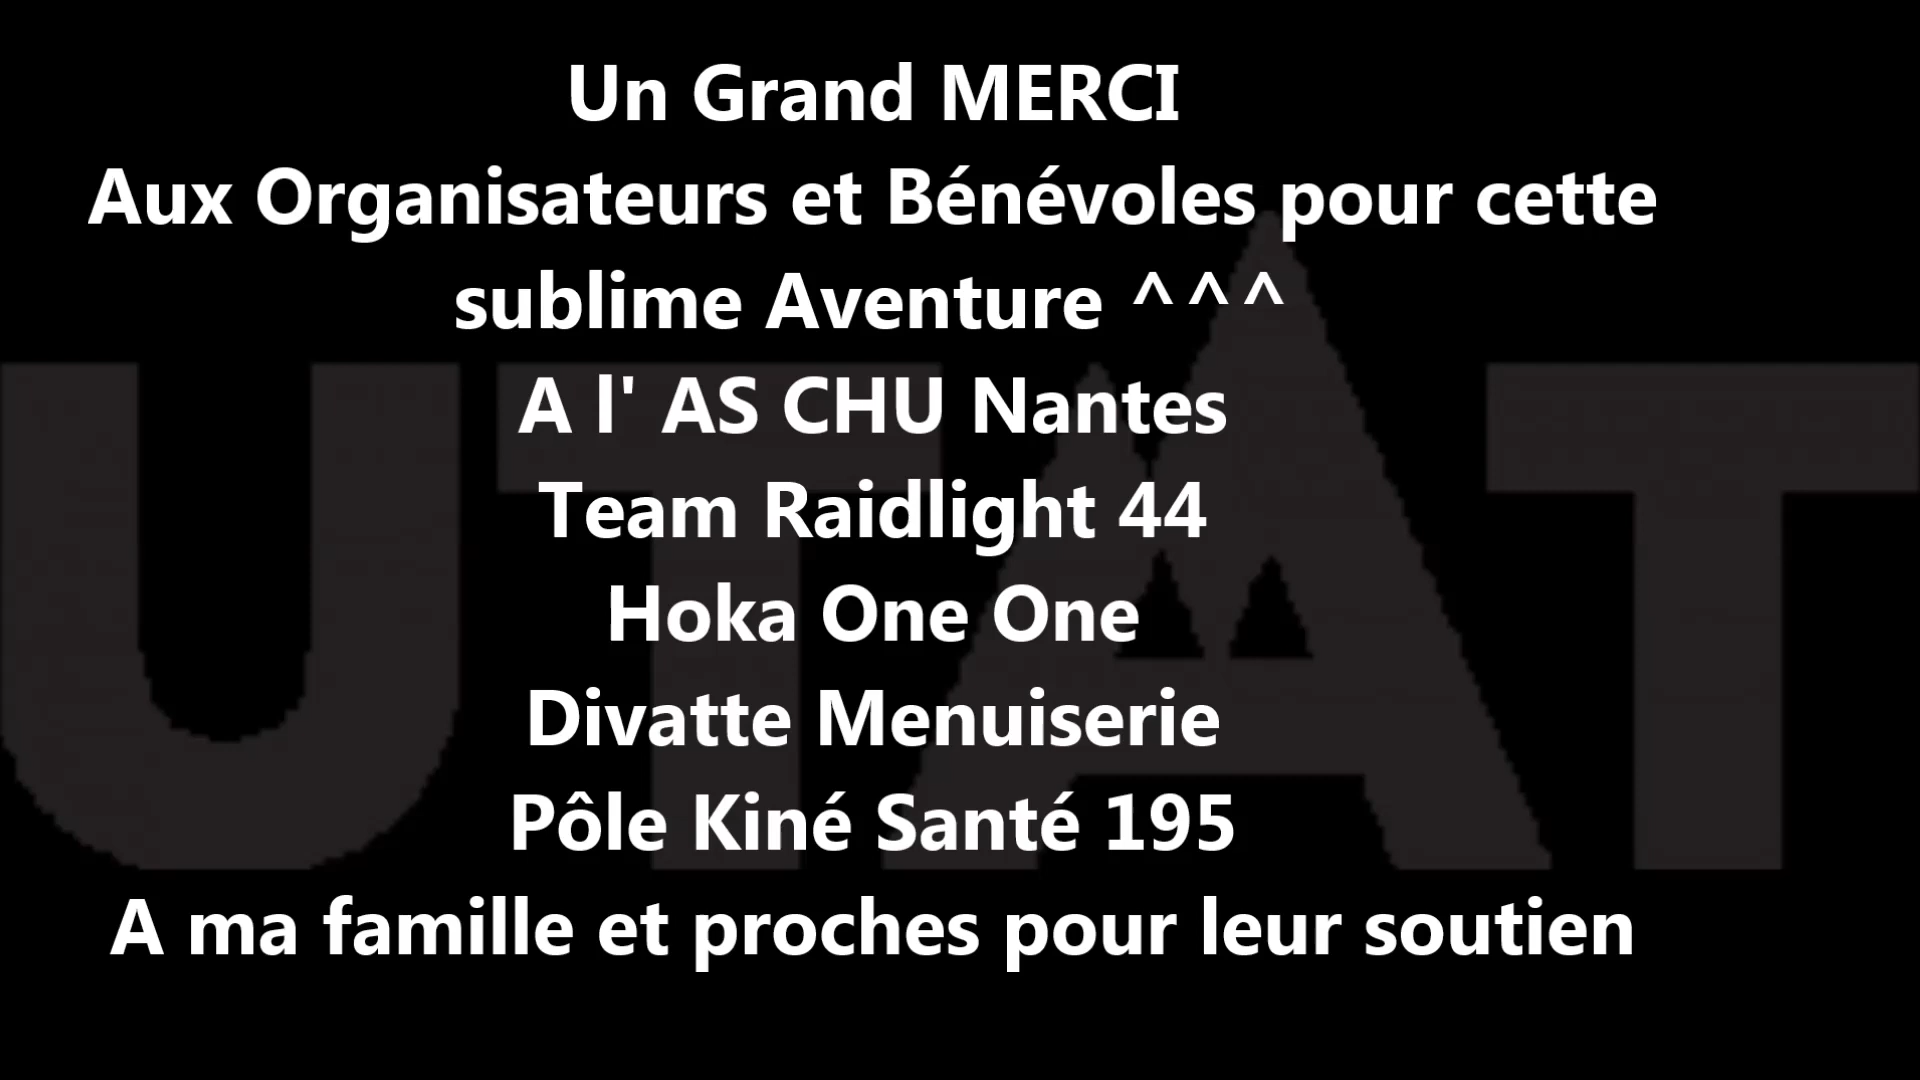 Un Grand MERCI
Aux Organisateurs et Bénévoles pour cette
sublime Aventure ^^^
A l' AS CHU Nantes
Team Raidlight 44
Hoka One One
Divatte Menuiserie
Pôle Kiné Santé 195
A ma famille et proches pour leur soutien
UTAT